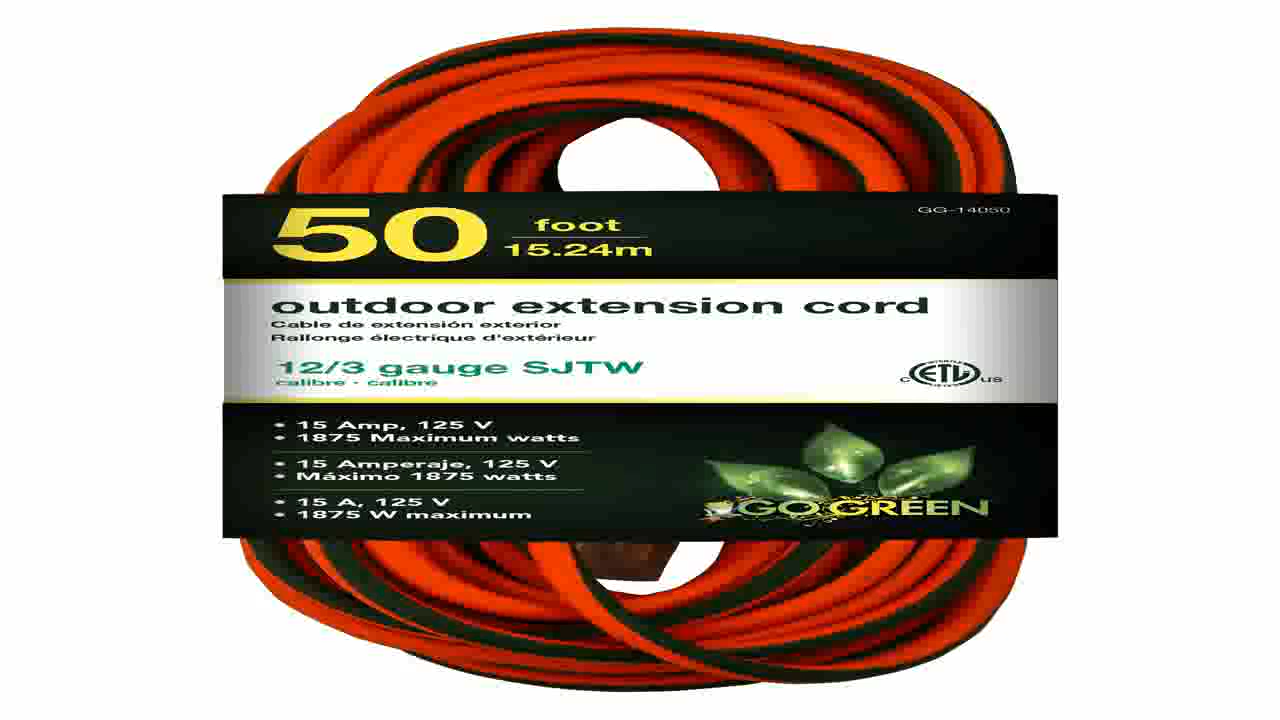 50 foot
15.24m
GG-14050
outdoor extension cord
Cable de extensión exterior
Rallonge électrique d'extérieur
12/3 gauge SJTW
calibre - calibre
c ETL us
• 15 Amp, 125 V
• 1875 Maximum watts
• 15 Amperaje, 125 V
• Máximo 1875 watts
• 15 A, 125 V
• 1875 W maximum
GO GREEN